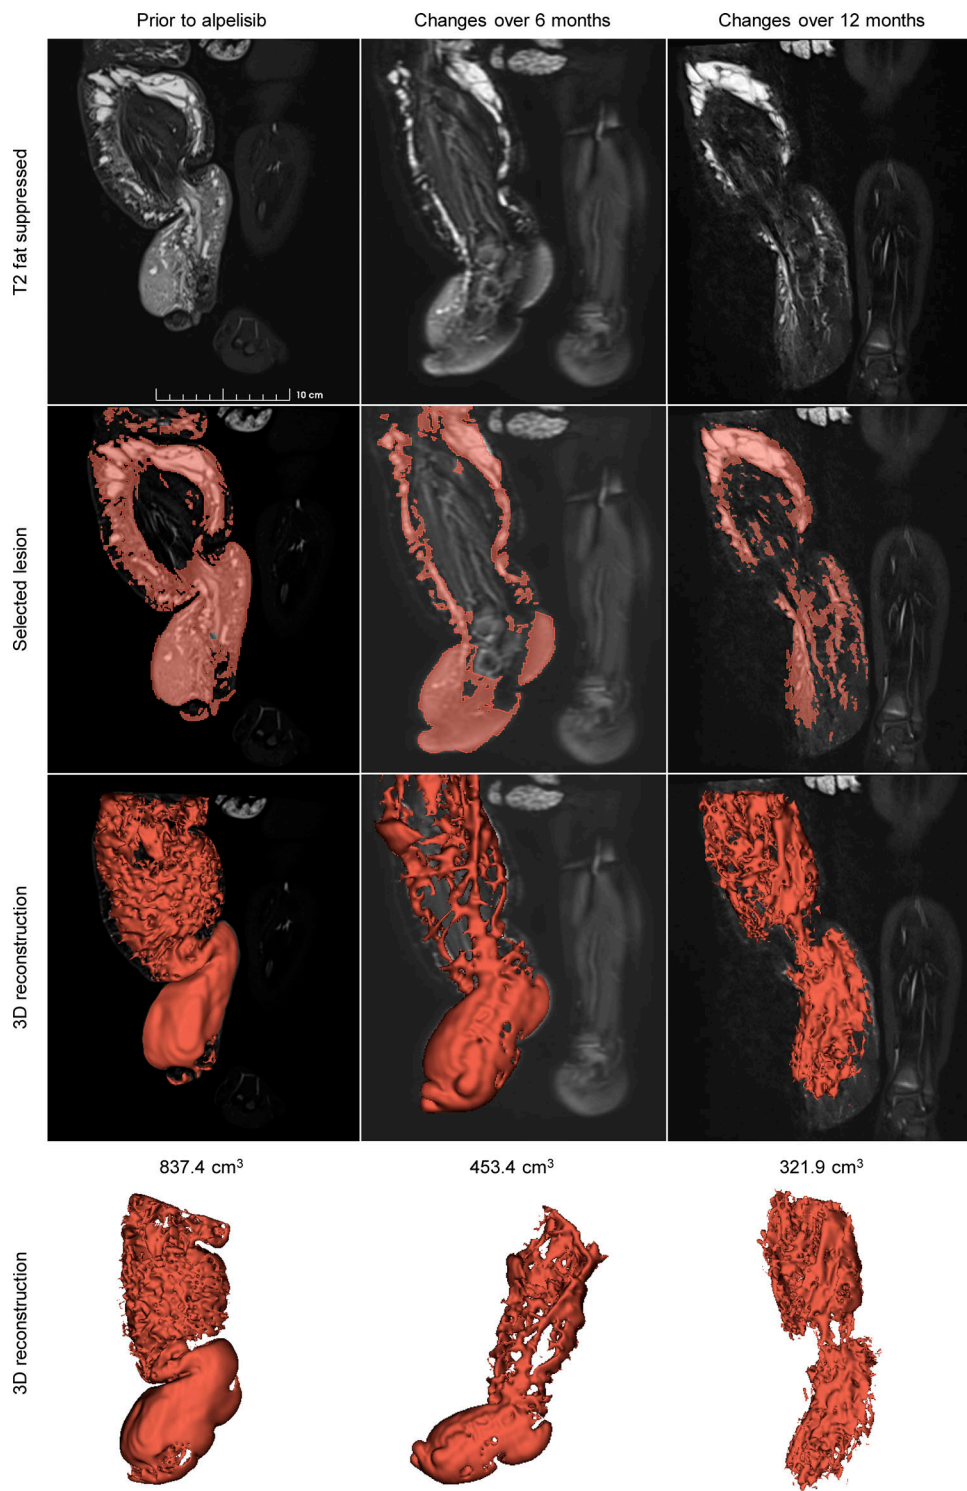 Prior to alpelisib
Changes over 6 months
Changes over 12 months
T2 fat suppressed
10 cm
Selected lesion
3D reconstruction
837.4 cm³
453.4 cm³
321.9 cm³
3D reconstruction